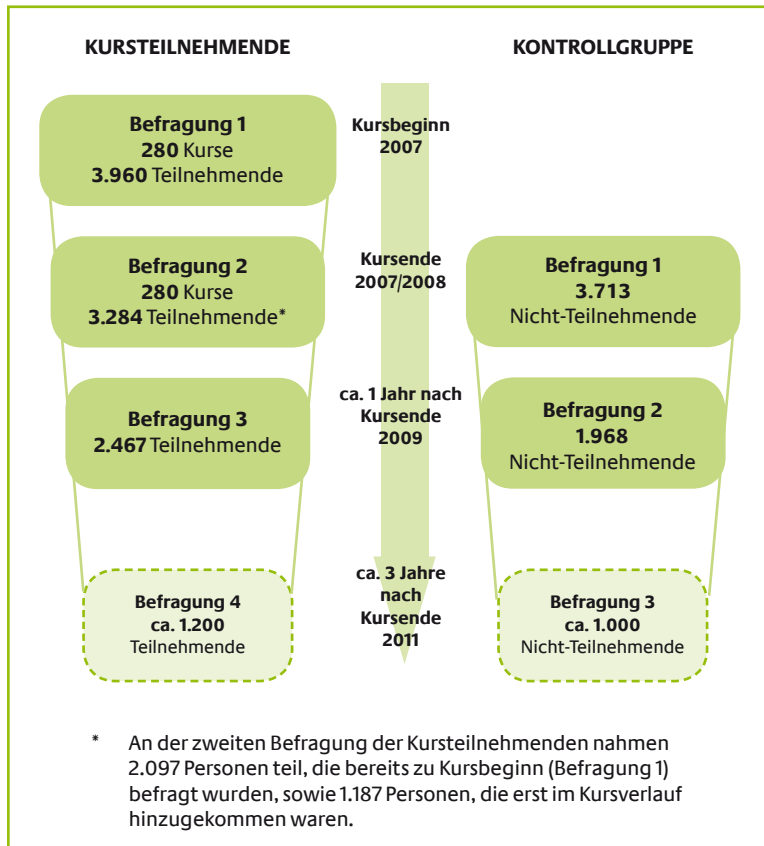 KURSTEILNEHMENDE
KONTROLLGRUPPE
Befragung 1
280 Kurse
3.960 Teilnehmende
Kursbeginn
2007
Befragung 2
280 Kurse
3.284 Teilnehmende*
Kursende
2007/2008
Befragung 1
3.713
Nicht-Teilnehmende
Befragung 3
2.467 Teilnehmende
ca. 1 Jahr nach
Kursende
2009
Befragung 2
1.968
Nicht-Teilnehmende
Befragung 4
ca. 1.200
Teilnehmende
ca. 3 Jahre
nach
Kursende
2011
Befragung 3
ca. 1.000
Nicht-Teilnehmende
* An der zweiten Befragung der Kursteilnehmenden nahmen
2.097 Personen teil, die bereits zu Kursbeginn (Befragung 1)
befragt wurden, sowie 1.187 Personen, die erst im Kursverlauf
hinzugekommen waren.